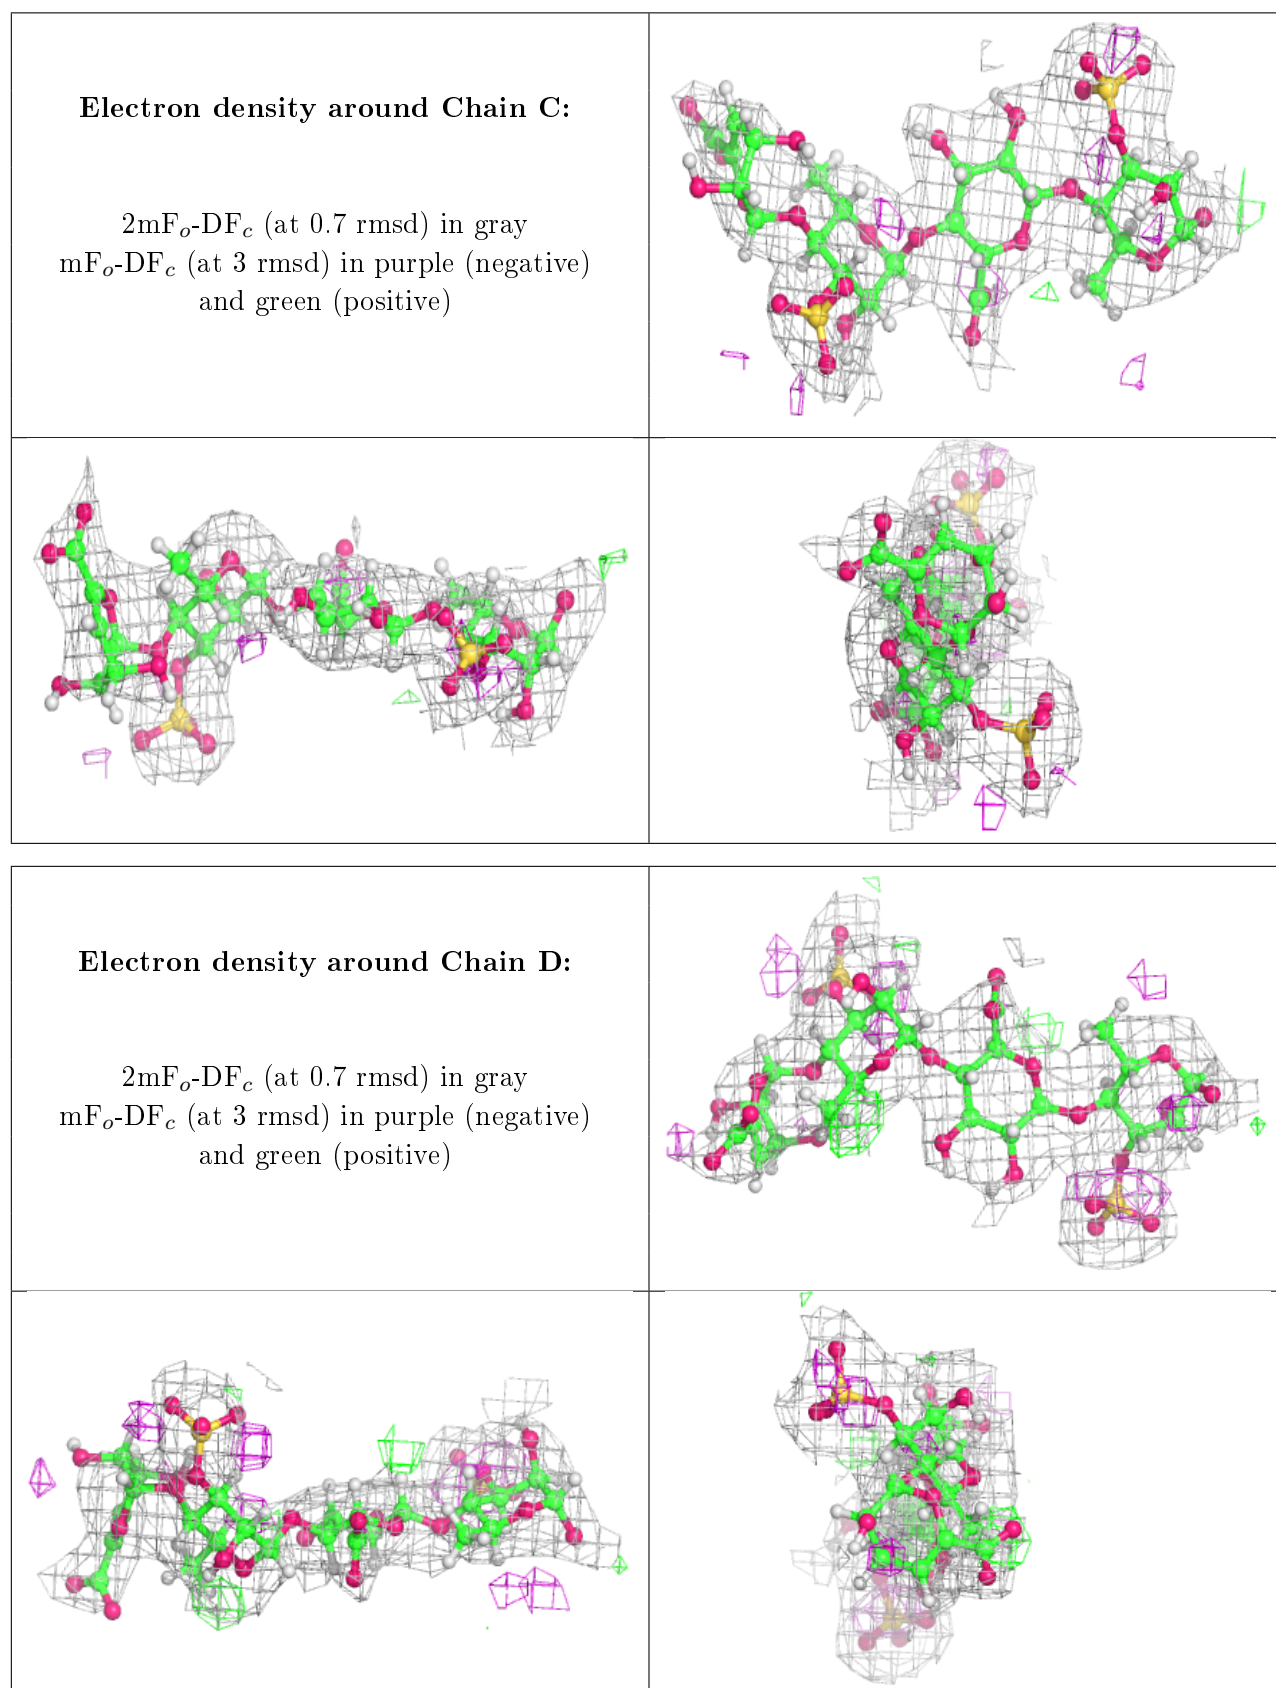 Electron density around Chain C:
2mFₒ-DF𝒸 (at 0.7 rmsd) in gray
mFₒ-DF𝒸 (at 3 rmsd) in purple (negative)
and green (positive)
Electron density around Chain D:
2mFₒ-DF𝒸 (at 0.7 rmsd) in gray
mFₒ-DF𝒸 (at 3 rmsd) in purple (negative)
and green (positive)